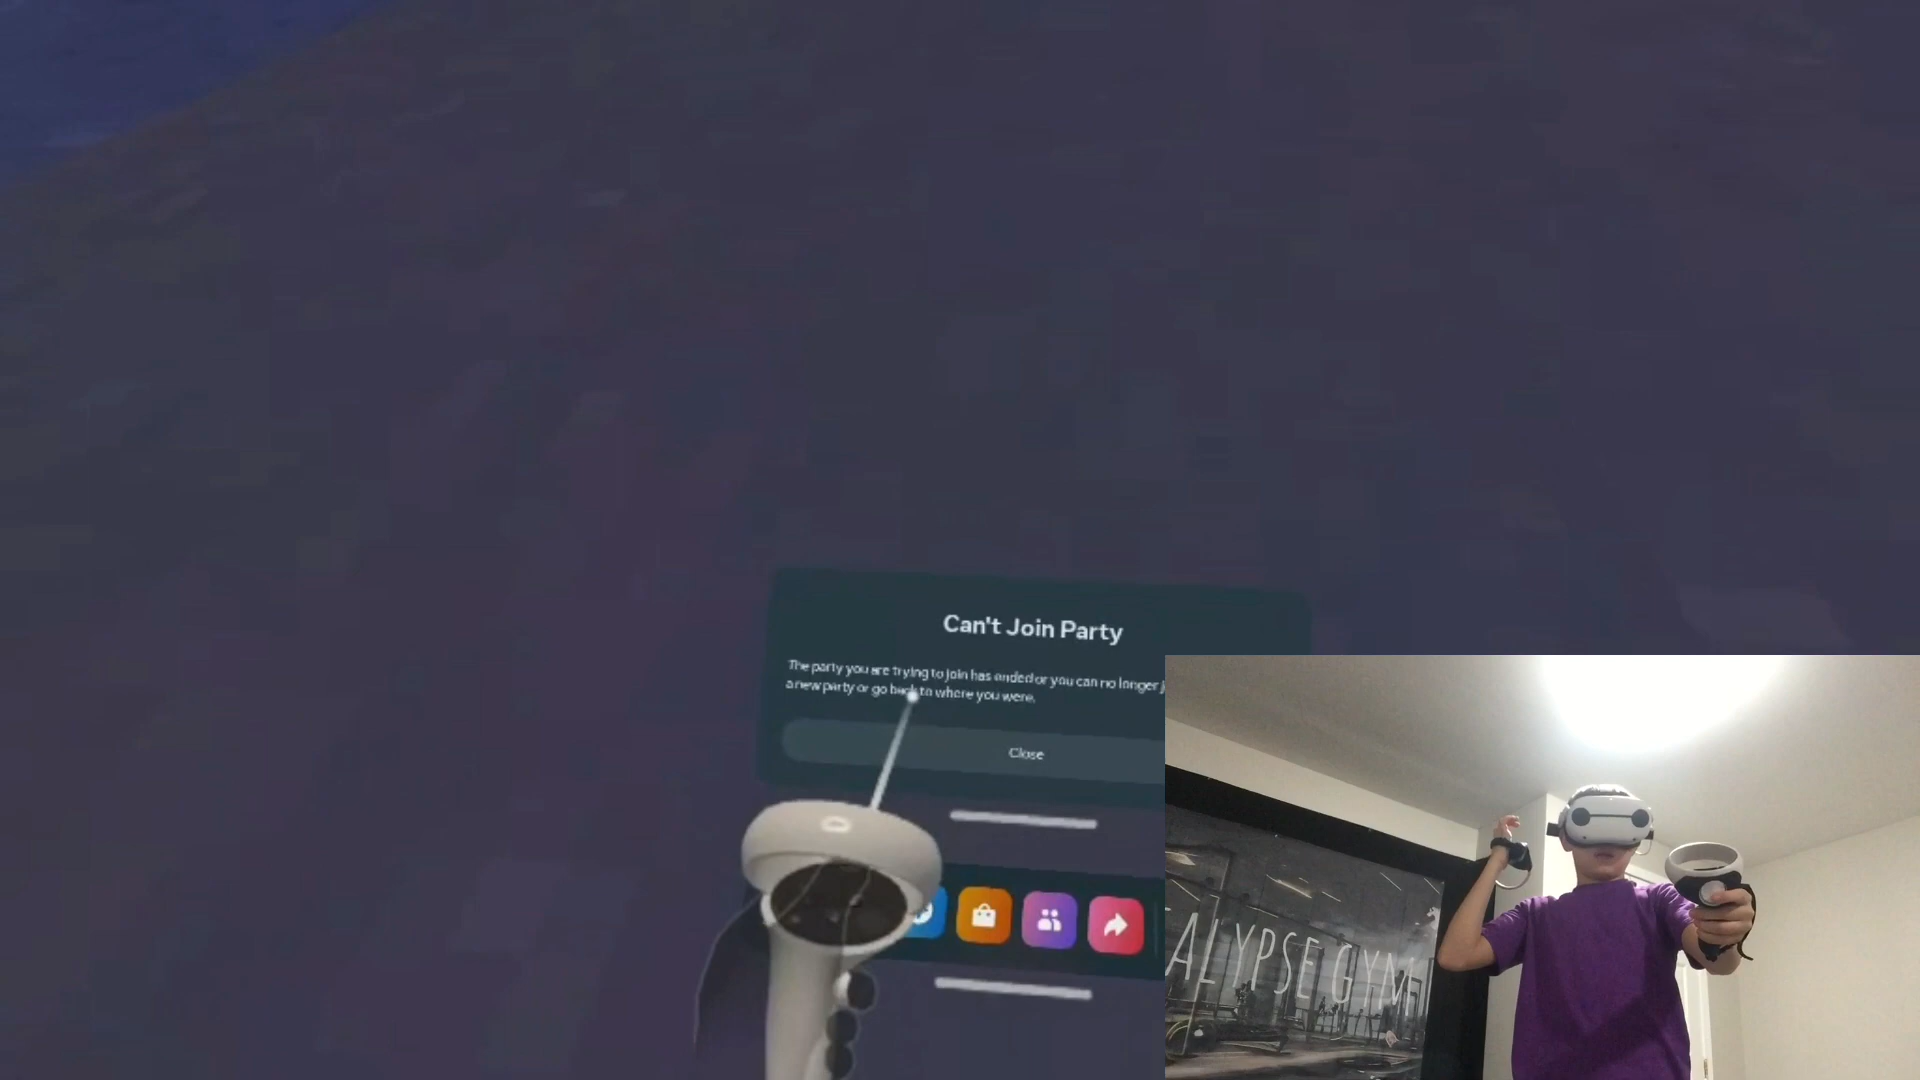 Can't Join Party
The party you are trying to join has ended or you can no longer
a new party or go back to where you were.
Close
ALYPSE GYM